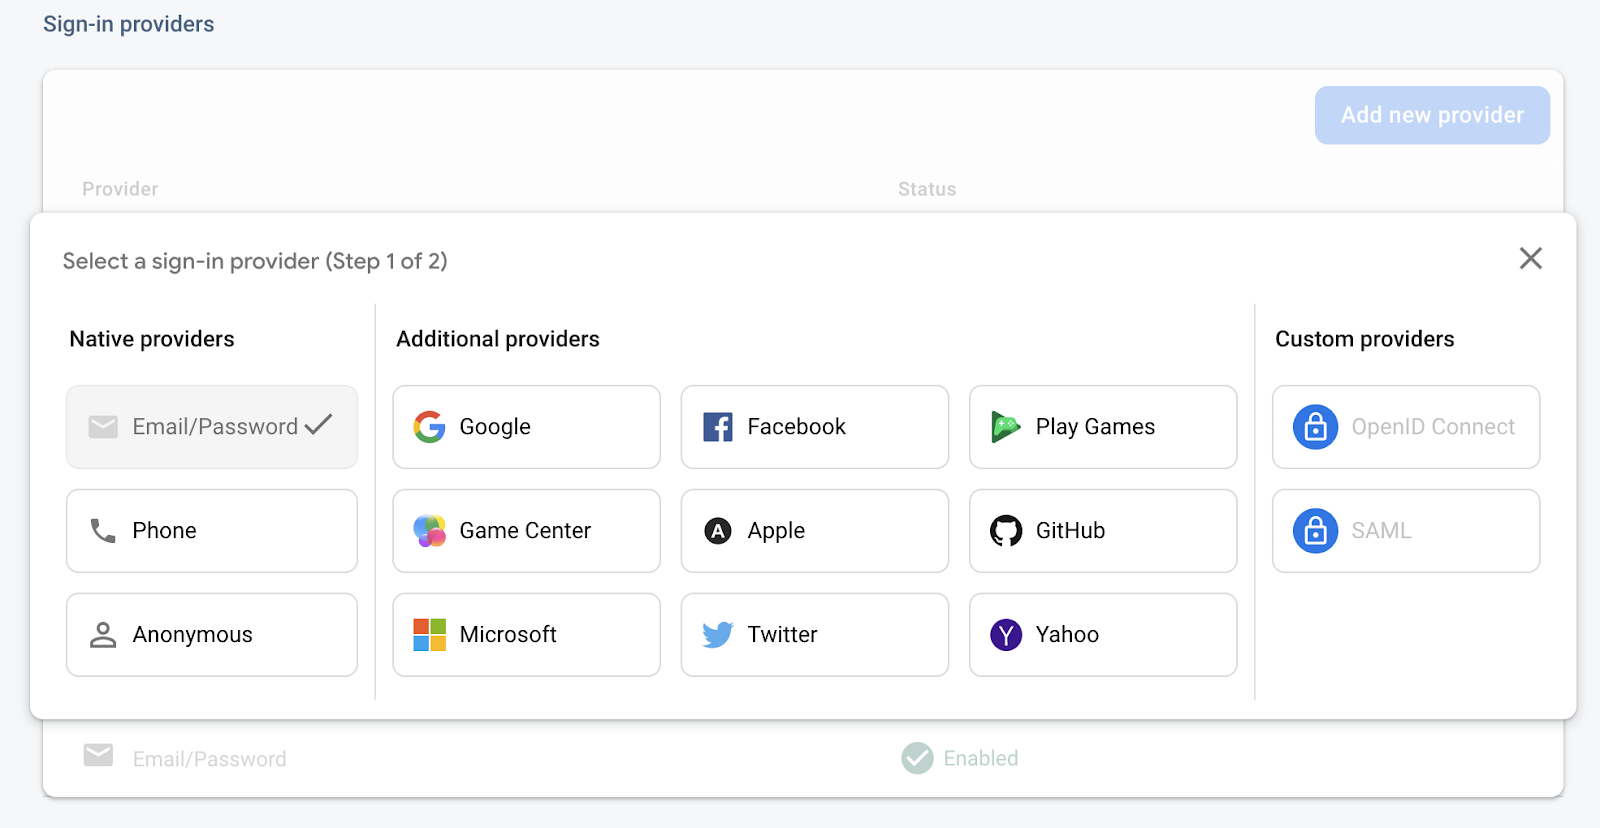 Sign-in providers
Add new provider
Provider
Status
Select a sign-in provider (Step 1 of 2)
Native providers
Additional providers
Custom providers
Email/Password
Google
Facebook
Play Games
OpenID Connect
Phone
Game Center
Apple
GitHub
SAML
Anonymous
Microsoft
Twitter
Yahoo
Email/Password
Enabled